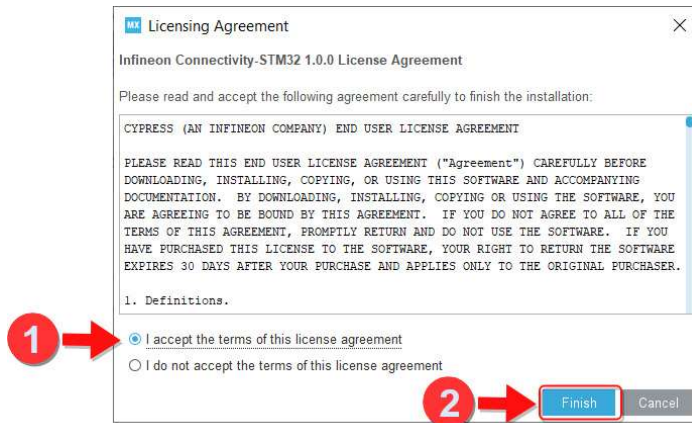 MX Licensing Agreement
Infineon Connectivity-STM32 1.0.0 License Agreement
Please read and accept the following agreement carefully to finish the installation:
CYPRESS (AN INFINEON COMPANY) END USER LICENSE AGREEMENT
PLEASE READ THIS END USER LICENSE AGREEMENT ("Agreement") CAREFULLY BEFORE
DOWNLOADING, INSTALLING, COPYING, OR USING THIS SOFTWARE AND ACCOMPANYING
DOCUMENTATION. BY DOWNLOADING, INSTALLING, COPYING OR USING THE SOFTWARE, YOU
ARE AGREEING TO BE BOUND BY THIS AGREEMENT. IF YOU DO NOT AGREE TO ALL OF THE
TERMS OF THIS AGREEMENT, PROMPTLY RETURN AND DO NOT USE THE SOFTWARE. IF YOU
HAVE PURCHASED THIS LICENSE TO THE SOFTWARE, YOUR RIGHT TO RETURN THE SOFTWARE
EXPIRES 30 DAYS AFTER YOUR PURCHASE AND APPLIES ONLY TO THE ORIGINAL PURCHASER.
1. Definitions.
1 I accept the terms of this license agreement
I do not accept the terms of this license agreement
2 Finish Cancel